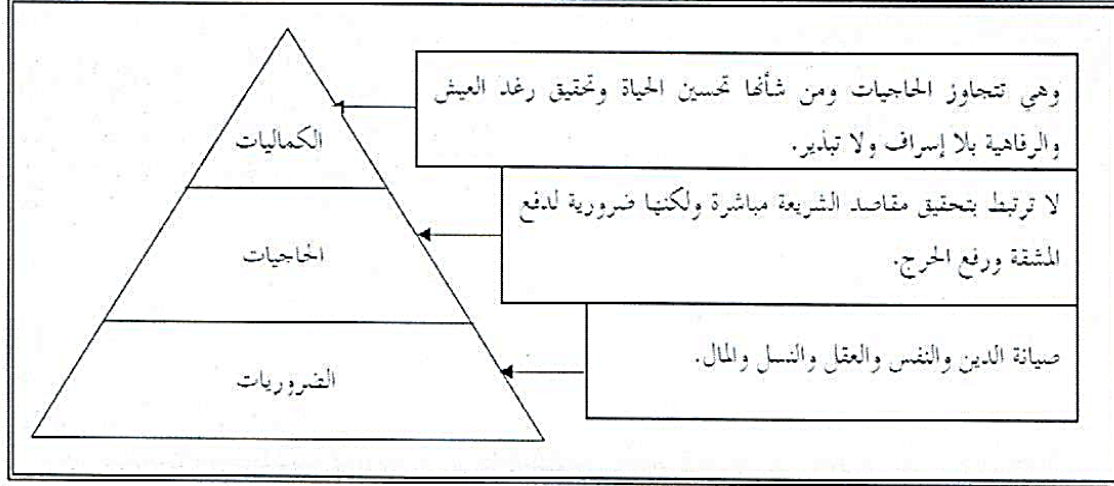 وهي تتجاوز الحاجيات ومن شأنها تحسين الحياة وتحقيق رغد العيش
والرفاهية بلا إسراف ولا تبذير.
الكماليات
لا ترتبط بتحقيق مقاصد الشريعة مباشرة ولكنها ضرورية لدفع
المشقة ورفع الحرج.
الحاجيات
صيانة الدين والنفس والعقل والنسل والمال.
الضروريات